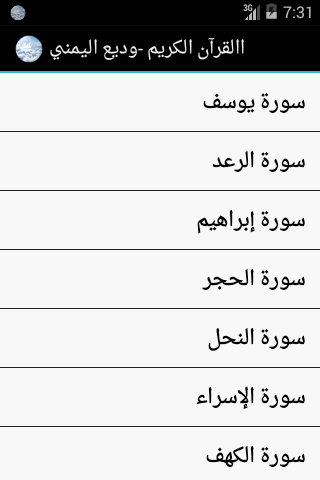 3G 7:31
االقرآن الكريم -وديع اليمني
سورة يوسف
سورة الرعد
سورة إبراهيم
سورة الحجر
سورة النحل
سورة الإسراء
سورة الكهف